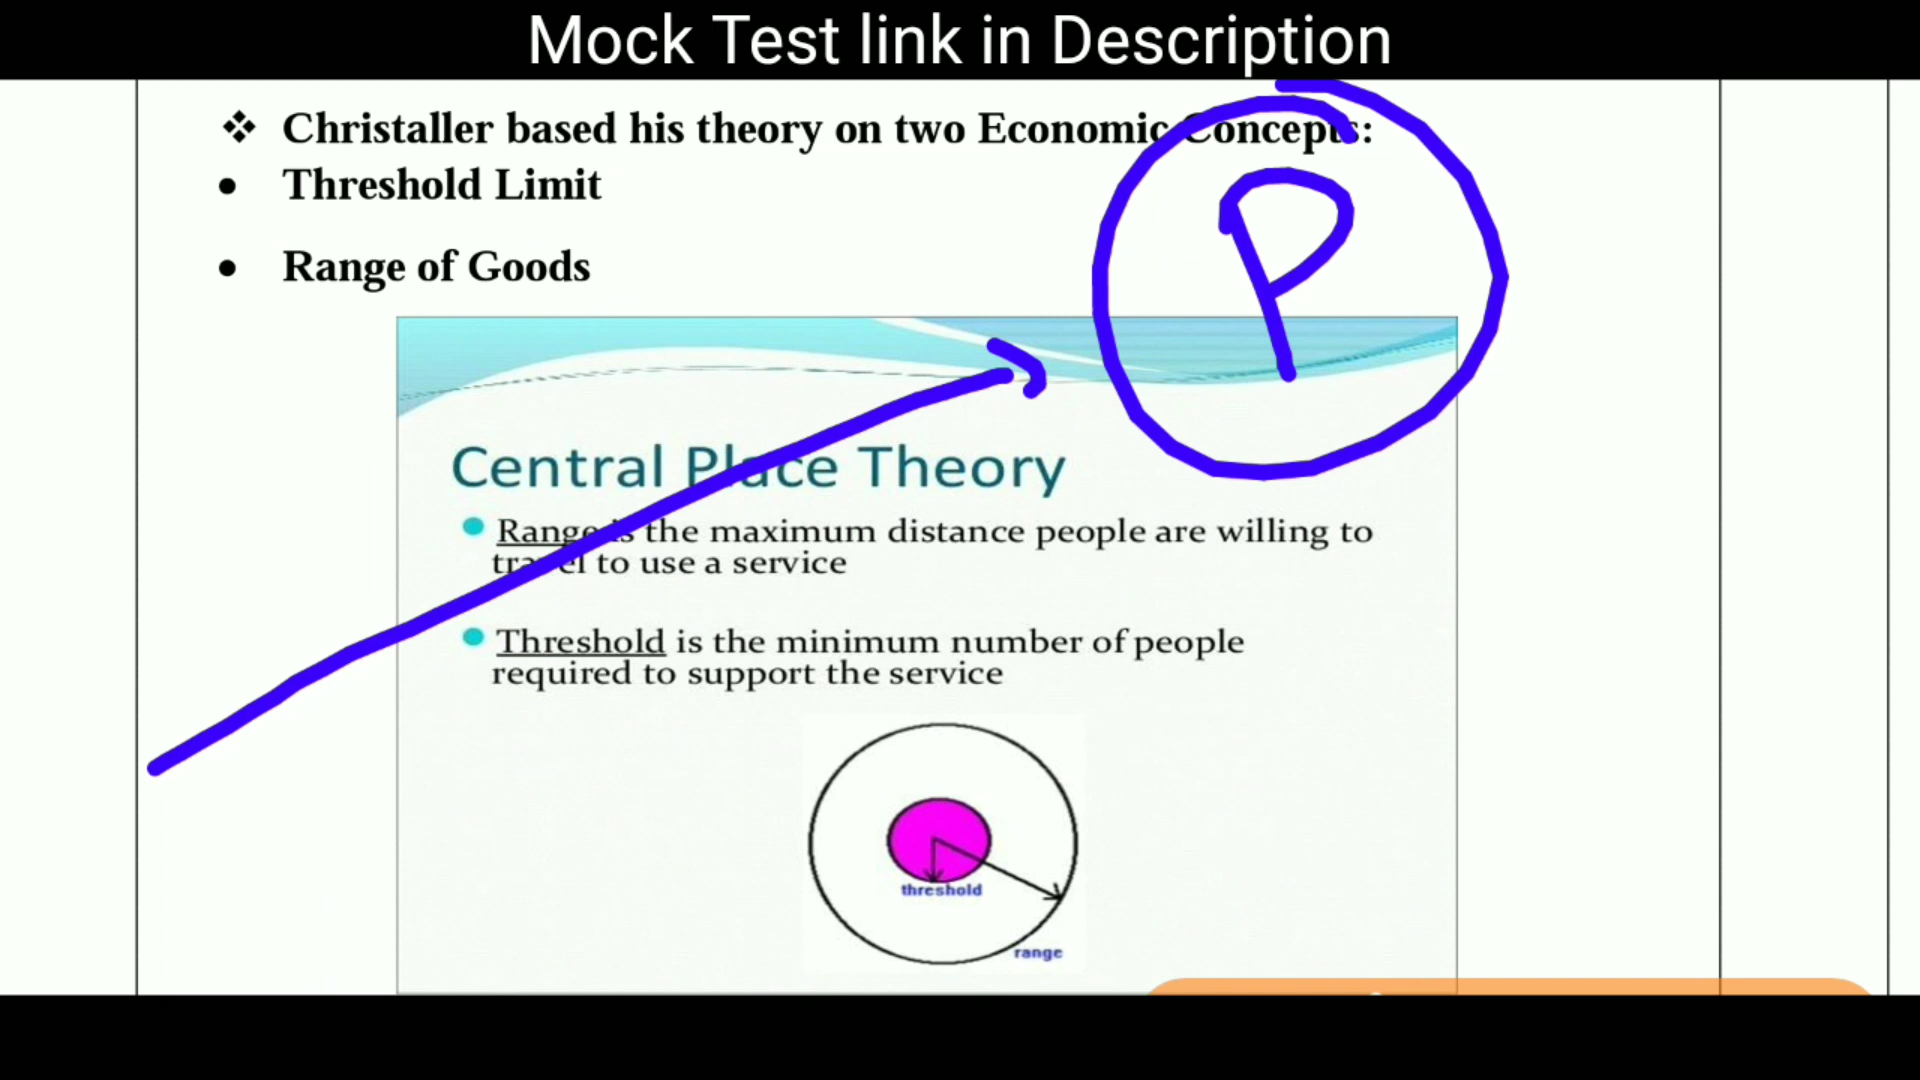 Mock Test link in Description
❖ Christaller based his theory on two Economic Concepts:
• Threshold Limit
• Range of Goods
P
Central Place Theory
• Range is the maximum distance people are willing to
travel to use a service
• Threshold is the minimum number of people
required to support the service
threshold
range